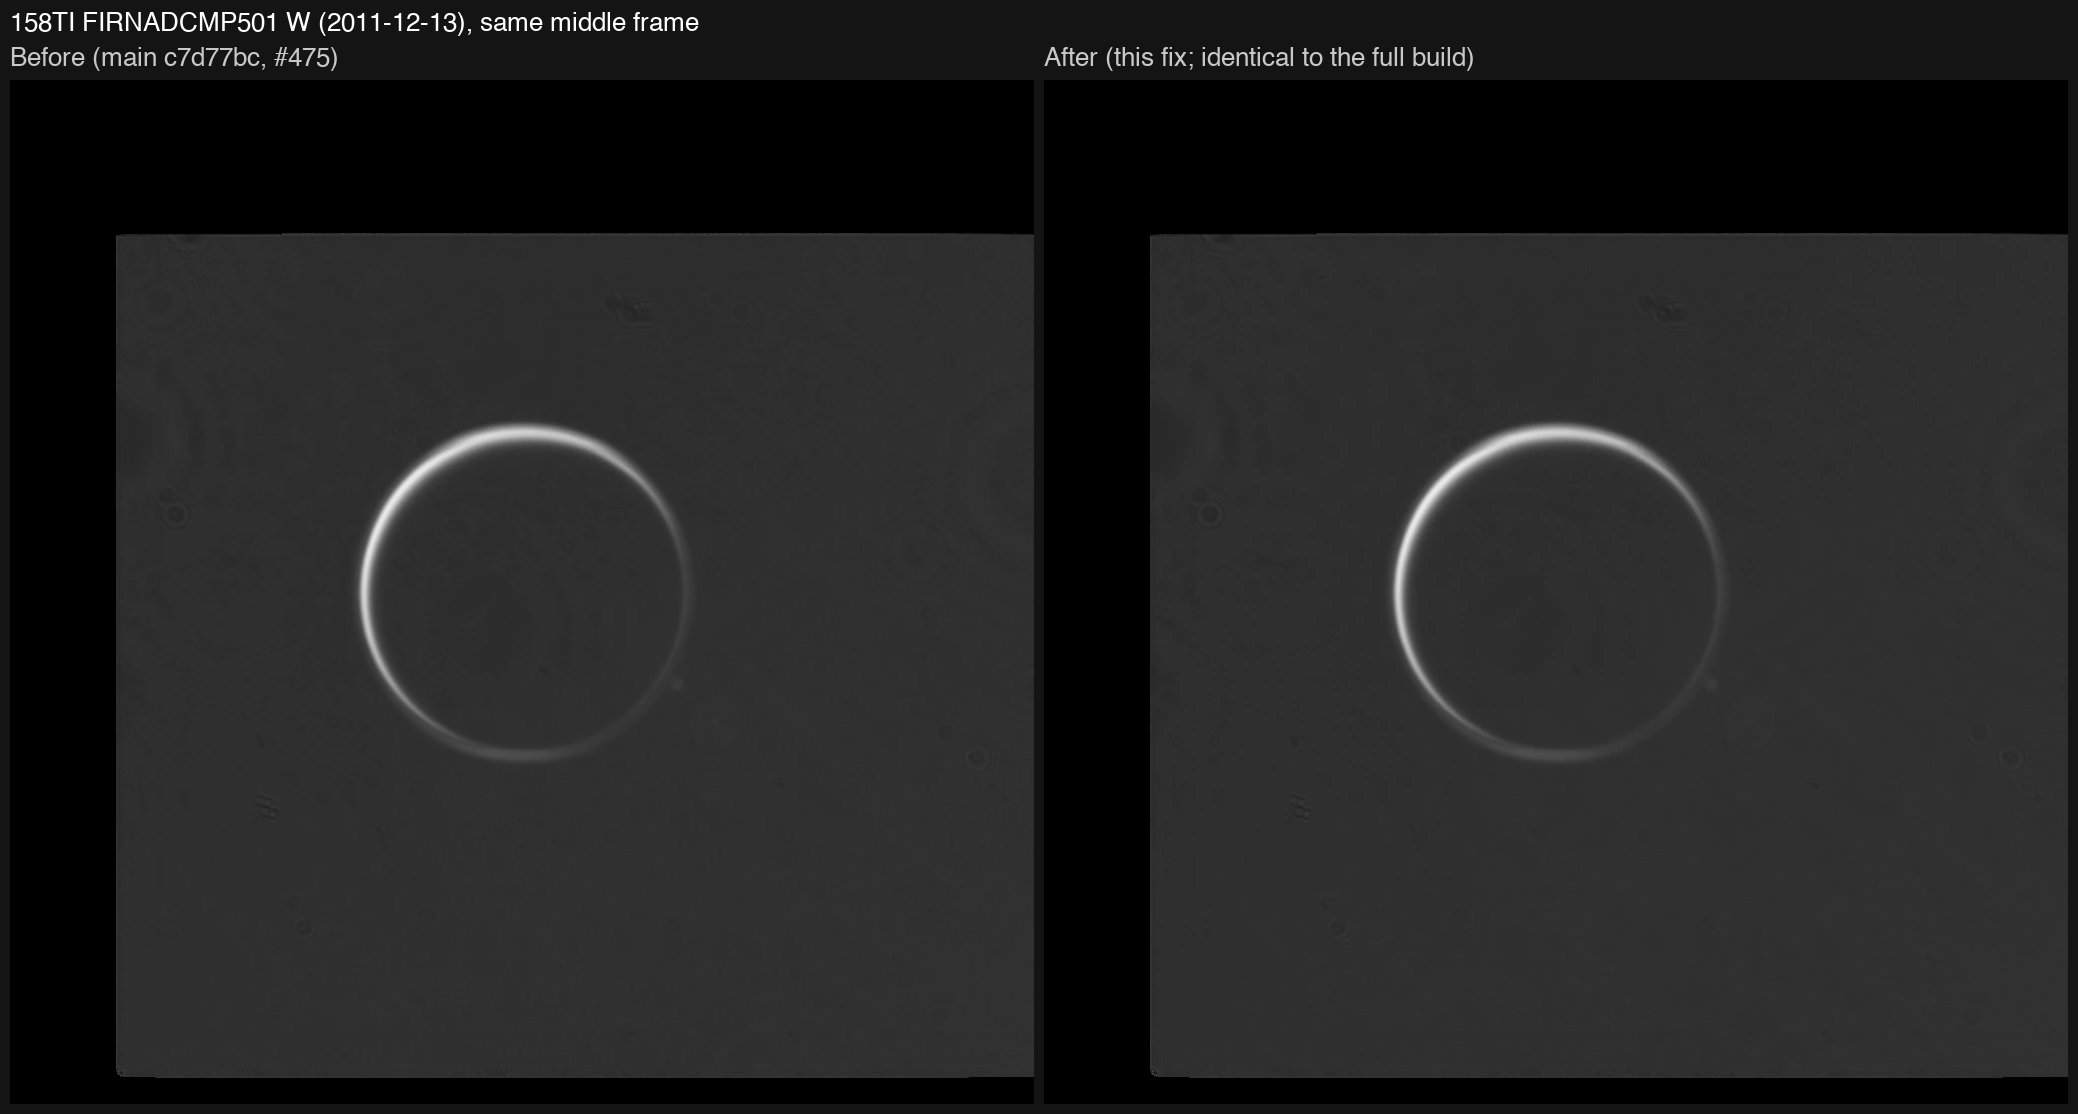 158TI FIRNADCMP501 W (2011-12-13), same middle frame
Before (main c7d77bc, #475)
After (this fix; identical to the full build)